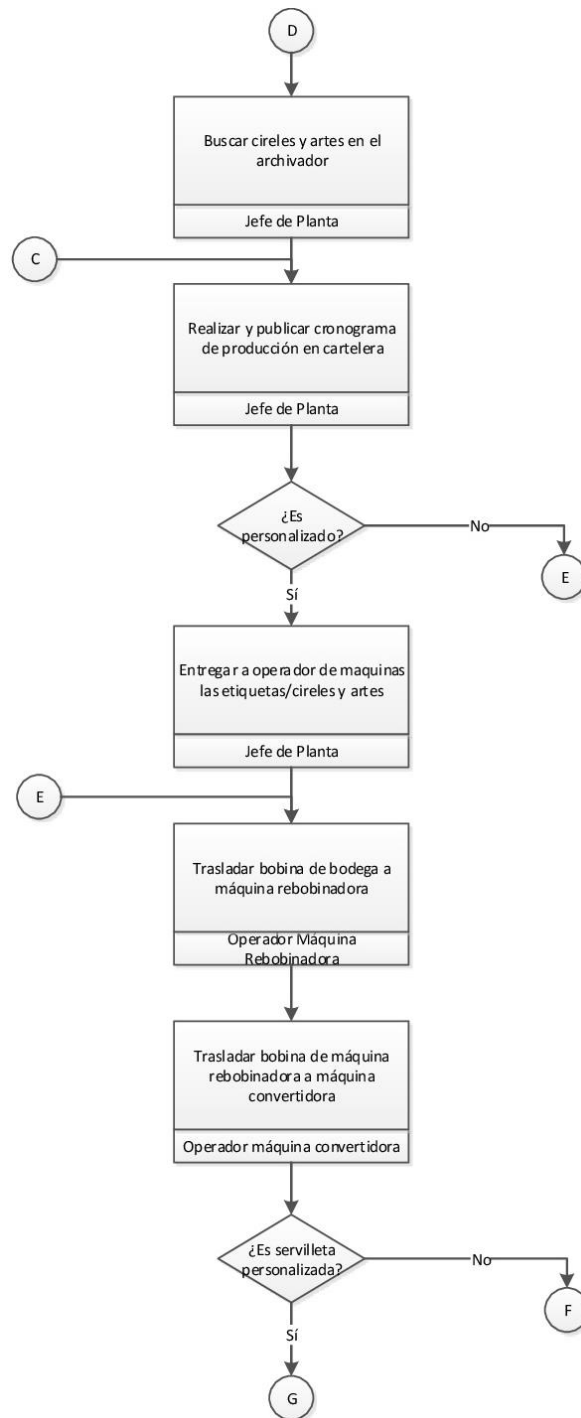 D
Buscar cireles y artes en el
archivador
Jefe de Planta
C
Realizar y publicar cronograma
de producción en cartelera
Jefe de Planta
¿Es
personalizado?
No
E
Sí
Entregar a operador de maquinas
las etiquetas/cireles y artes
Jefe de Planta
E
Trasladar bobina de bodega a
máquina rebobinadora
Operador Máquina
Rebobinadora
Trasladar bobina de máquina
rebobinadora a máquina
convertidora
Operador máquina convertidora
¿Es servilleta
personalizada?
No
F
Sí
G